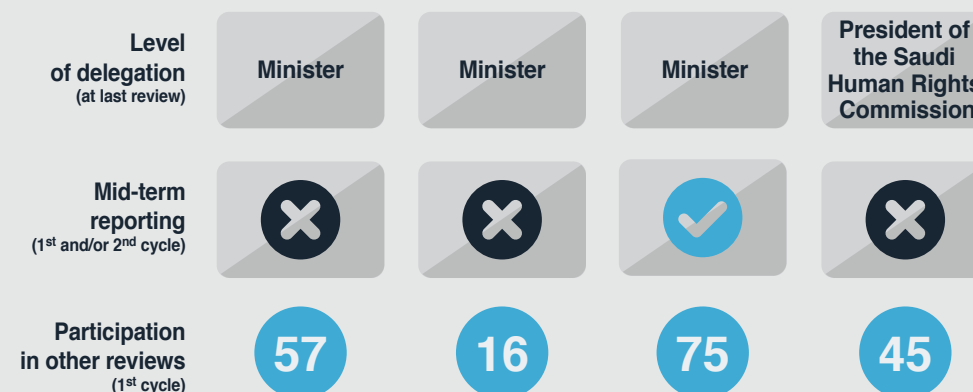 Level
of delegation
(at last review)
Minister
Minister
Minister
President of
the Saudi
Human Rights
Commission
Mid-term
reporting
(1st and/or 2nd cycle)
Participation
in other reviews
(1st cycle)
57
16
75
45